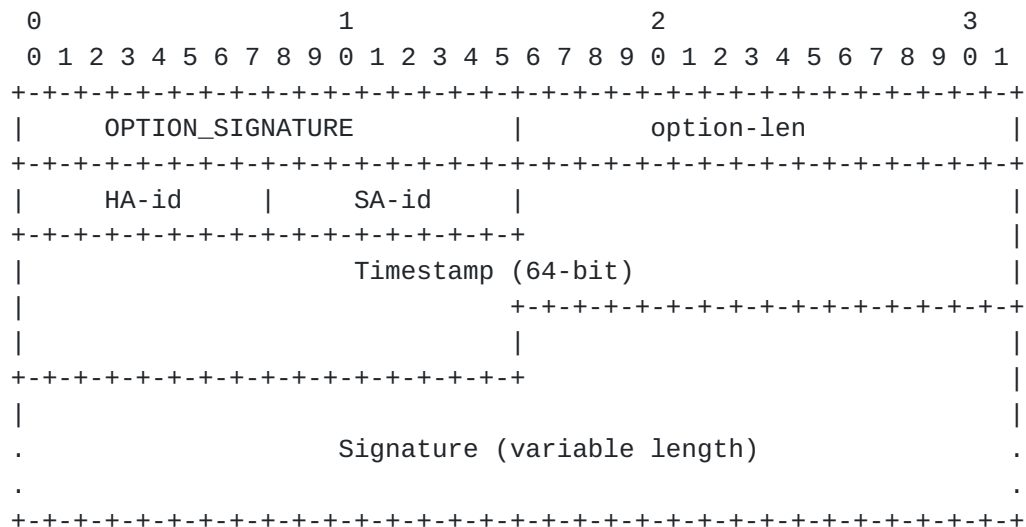 0                   1                   2                   3
 0 1 2 3 4 5 6 7 8 9 0 1 2 3 4 5 6 7 8 9 0 1 2 3 4 5 6 7 8 9 0 1
+-+-+-+-+-+-+-+-+-+-+-+-+-+-+-+-+-+-+-+-+-+-+-+-+-+-+-+-+-+-+-+-+
|     OPTION_SIGNATURE          |        option-len             |
+-+-+-+-+-+-+-+-+-+-+-+-+-+-+-+-+-+-+-+-+-+-+-+-+-+-+-+-+-+-+-+-+
|     HA-id     |     SA-id     |                               |
+-+-+-+-+-+-+-+-+-+-+-+-+-+-+-+-+                               |
|                     Timestamp (64-bit)                        |
|                               +-+-+-+-+-+-+-+-+-+-+-+-+-+-+-+-+
|                               |                               |
+-+-+-+-+-+-+-+-+-+-+-+-+-+-+-+-+                               |
|                                                               |
.                    Signature (variable length)                .
.                                                               .
+-+-+-+-+-+-+-+-+-+-+-+-+-+-+-+-+-+-+-+-+-+-+-+-+-+-+-+-+-+-+-+-+